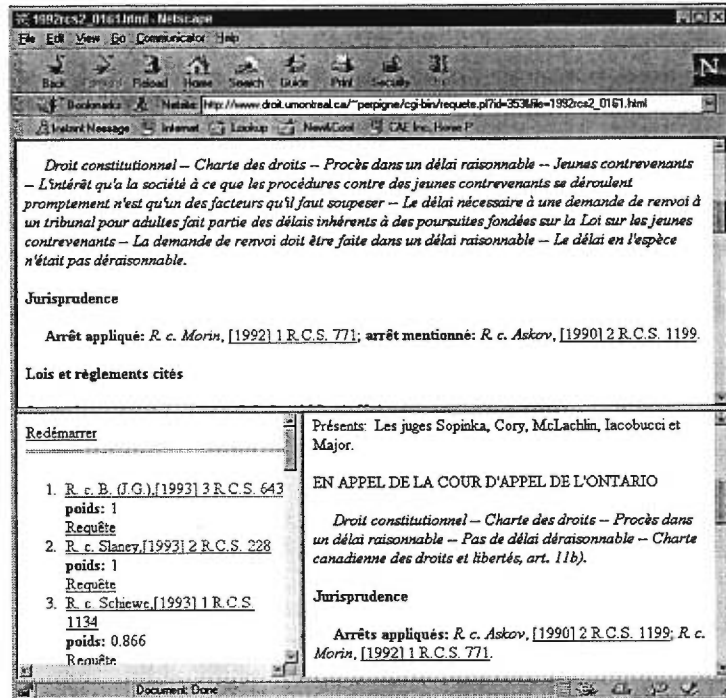 1992rcs2_0161.html - Netscape
File Edit View Go Communicator Help
Back Forward Reload Home Search Guide Print Security
Bookmarks Netsite: http://www.droit.umontreal.ca/~perpigne/cgi-bin/requete.pl?id=353&file=1992rcs2_0161.html
Instant Message Internet Lookup New&Cool CAE Inc, Home P
Droit constitutionnel -- Charte des droits -- Procès dans un délai raisonnable -- Jeunes contrevenants
-- L'intérêt qu'a la société à ce que les procédures contre des jeunes contrevenants se déroulent
promptement n'est qu'un des facteurs qu'il faut soupeser -- Le délai nécessaire à une demande de renvoi à
un tribunal pour adultes fait partie des délais inhérents à des poursuites fondées sur la Loi sur les jeunes
contrevenants -- La demande de renvoi doit être faite dans un délai raisonnable -- Le délai en l'espèce
n'était pas déraisonnable.
Jurisprudence
Arrêt appliqué: R. c. Morin, [1992] 1 R.C.S. 771; arrêt mentionné: R. c. Askov, [1990] 2 R.C.S. 1199.
Lois et règlements cités
Redémarrer
1. R. c. B. (J.G.),[1993] 3 R.C.S. 643
poids: 1
Requête
2. R. c. Slaney,[1993] 2 R.C.S. 228
poids: 1
Requête
3. R. c. Schiewe,[1993] 1 R.C.S.
1134
poids: 0.866
Requête
Présents: Les juges Sopinka, Cory, McLachlin, Iacobucci et
Major.
EN APPEL DE LA COUR D'APPEL DE L'ONTARIO
Droit constitutionnel -- Charte des droits -- Procès dans
un délai raisonnable -- Pas de délai déraisonnable -- Charte
canadienne des droits et libertés, art. 11b).
Jurisprudence
Arrêts appliqués: R. c. Askov, [1990] 2 R.C.S. 1199; R. c.
Morin, [1992] 1 R.C.S. 771.
Document: Done